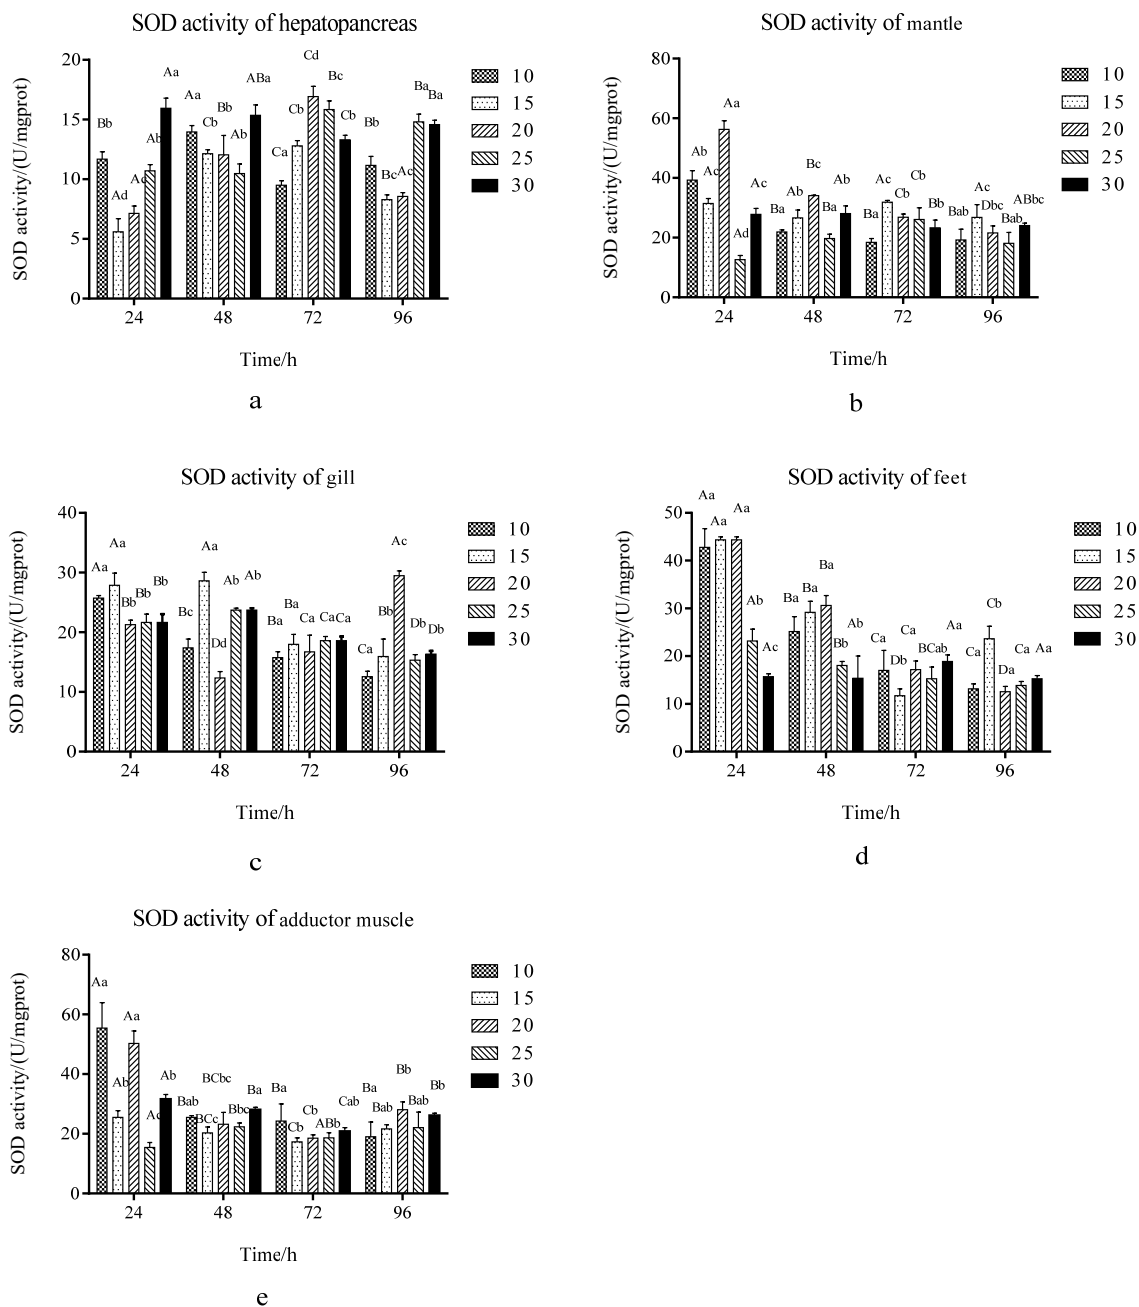 SOD activity of hepatopancreas
SOD activity/(U/mgprot)
20
15
10
5
0
Bb Ad Ac Ab Aa
Aa Cb Bb Ab ABa
Ca Cb Cd Bc Cb
Bb Bc Ac Ba Ba
24 48 72 96
Time/h
10
15
20
25
30
a
SOD activity of mantle
SOD activity/(U/mgprot)
80
60
40
20
0
Ab Ac Aa Ad Ac
Ba Ab Bc Ba Ab
Ba Ac Cb Cb Bb
Bab Ac Dbc Bab ABbc
24 48 72 96
Time/h
10
15
20
25
30
b
SOD activity of gill
SOD activity/(U/mgprot)
40
30
20
10
0
Aa Aa Bb Bb Bb
Bc Aa Dd Ab Ab
Ba Ba Ca Ca Ca
Ca Bb Ac Db Db
24 48 72 96
Time/h
10
15
20
25
30
c
SOD activity of feet
SOD activity/(U/mgprot)
50
40
30
20
10
0
Aa Aa Aa Ab Ac
Ba Ba Ba Bb Ab
Ca Db Ca BCab Aa
Ca Cb Da Ca Aa
24 48 72 96
Time/h
10
15
20
25
30
d
SOD activity of adductor muscle
SOD activity/(U/mgprot)
80
60
40
20
0
Aa Ab Aa Ac Ab
Bab BCc BCbc Bbc Ba
Ba Cb Cb ABb Cab
Ba Bab Bb Bab Bb
24 48 72 96
Time/h
10
15
20
25
30
e